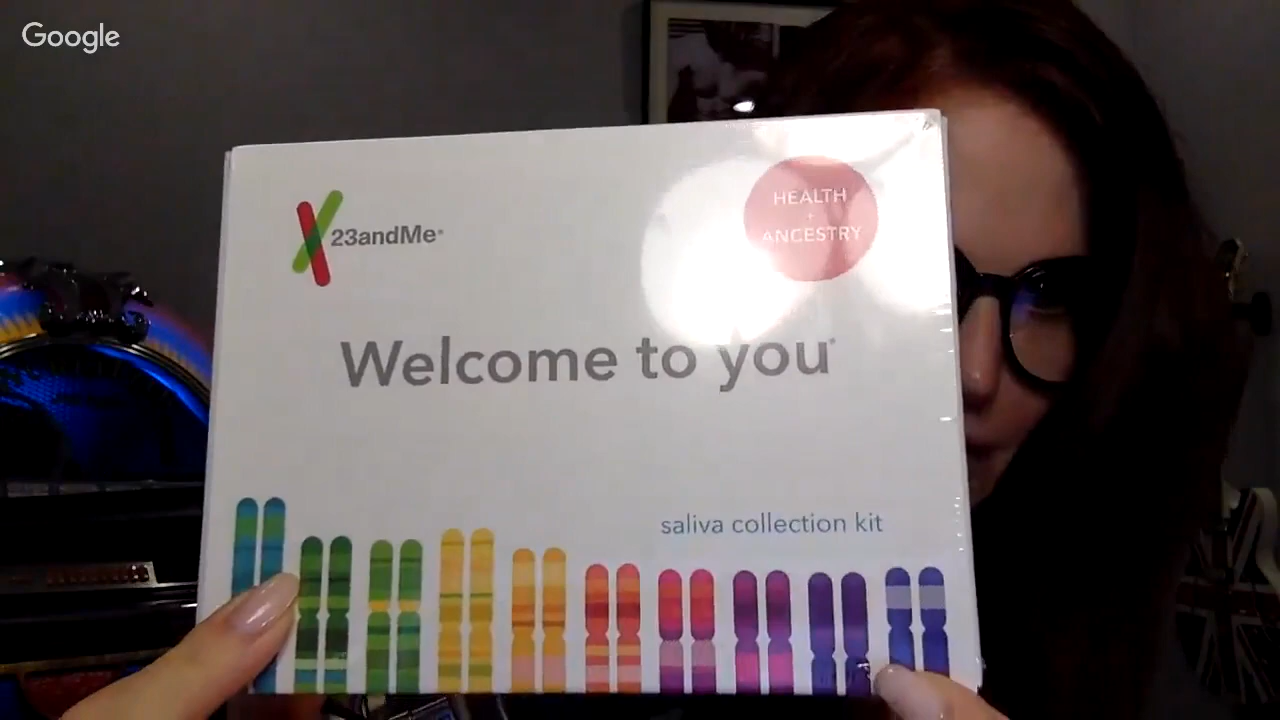 Google
HEALTH
+
ANCESTRY
23andMe®
Welcome to you®
saliva collection kit